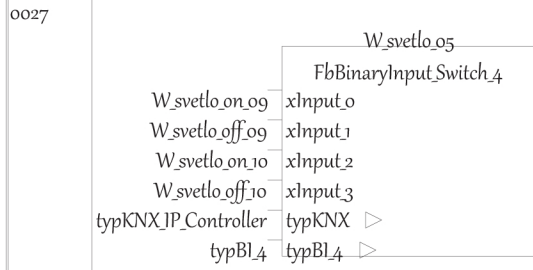 0027
W_svetlo_05
FbBinaryInput_Switch_4
W_svetlo_on_09 xInput_0
W_svetlo_off_09 xInput_1
W_svetlo_on_10 xInput_2
W_svetlo_off_10 xInput_3
typKNX_IP_Controller typKNX
typBI_4 typBI_4